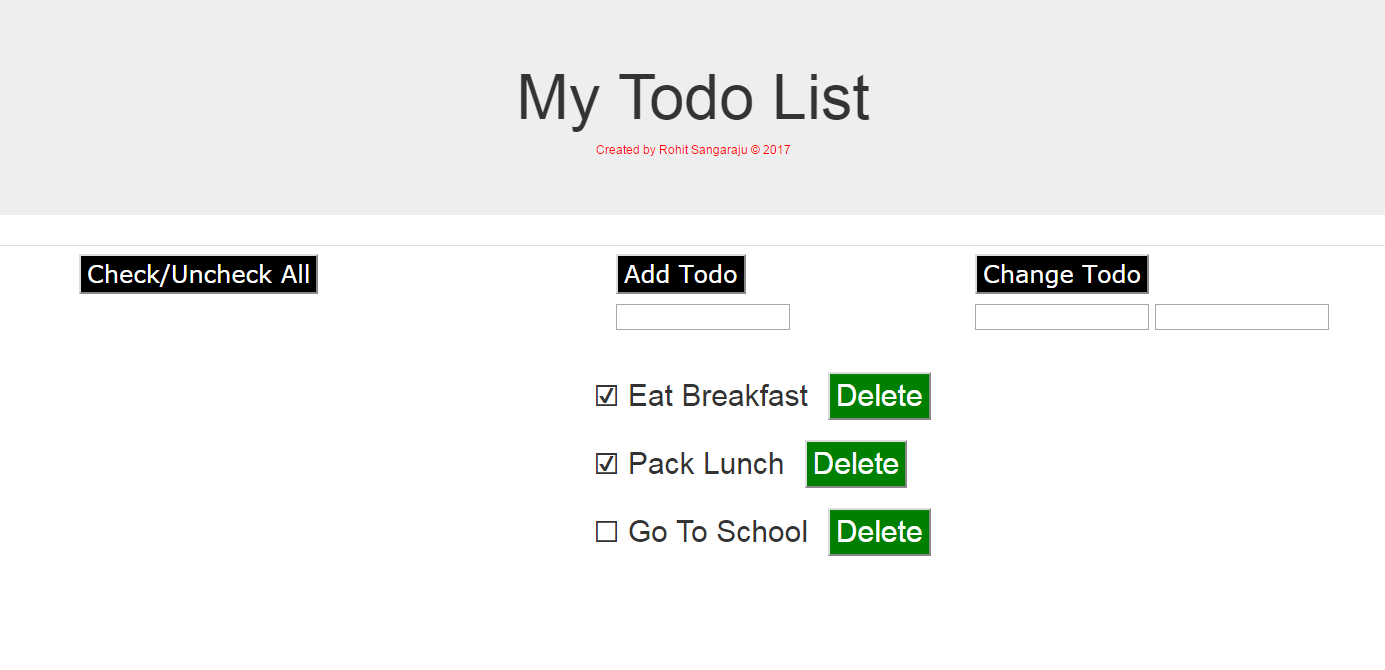 My Todo List
Created by Rohit Sangaraju © 2017
Check/Uncheck All
Add Todo
Change Todo
☑ Eat Breakfast Delete
☑ Pack Lunch Delete
☐ Go To School Delete